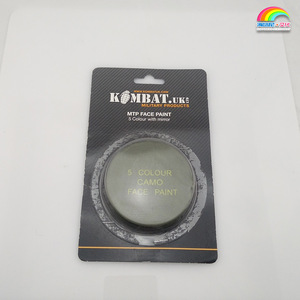 KOMBAT.UK
MILITARY PRODUCTS
MTP FACE PAINT
5 Colour with mirror
5 COLOUR
CAMO
FACE PAINT